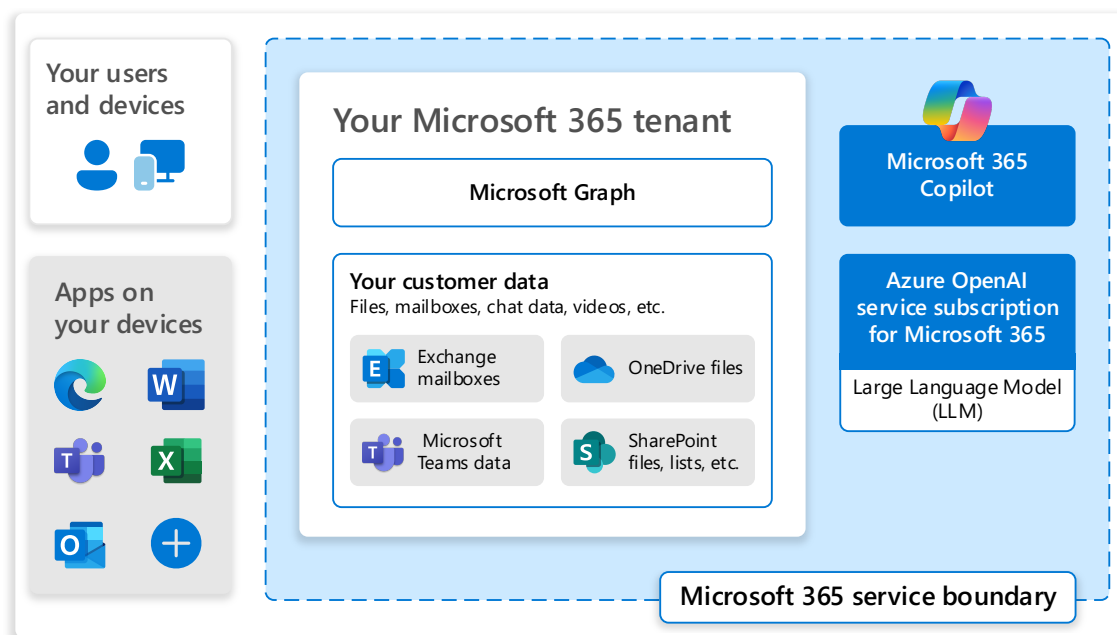 Your users
and devices
Apps on
your devices
W
T
X
O
Your Microsoft 365 tenant
Microsoft Graph
Your customer data
Files, mailboxes, chat data, videos, etc.
E
Exchange
mailboxes
OneDrive files
T
Microsoft
Teams data
S
SharePoint
files, lists, etc.
Microsoft 365
Copilot
Azure OpenAI
service subscription
for Microsoft 365
Large Language Model
(LLM)
Microsoft 365 service boundary